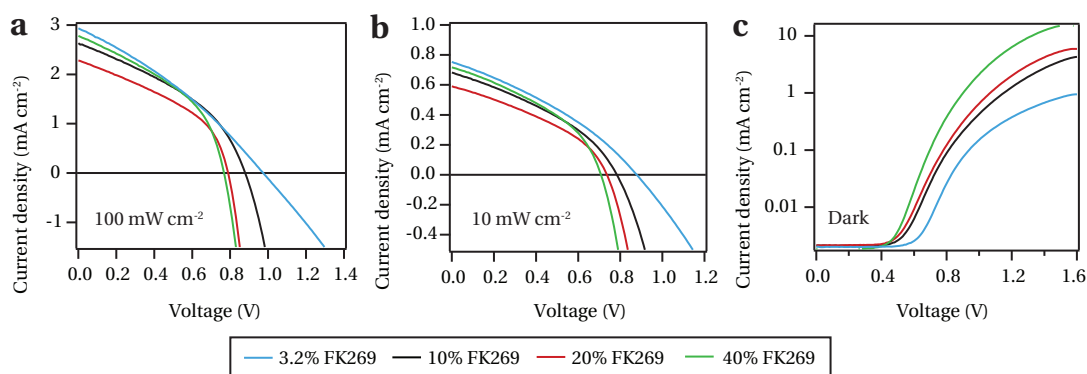 a
3
2
1
0
-1
0.0 0.2 0.4 0.6 0.8 1.0 1.2 1.4
Current density (mA cm-2)
Voltage (V)
100 mW cm-2
b
1.0
0.8
0.6
0.4
0.2
0.0
-0.2
-0.4
0.0 0.2 0.4 0.6 0.8 1.0 1.2
Current density (mA cm-2)
Voltage (V)
10 mW cm-2
c
10
1
0.1
0.01
0.0 0.4 0.8 1.2 1.6
Current density (mA cm-2)
Voltage (V)
Dark
3.2% FK269 10% FK269 20% FK269 40% FK269